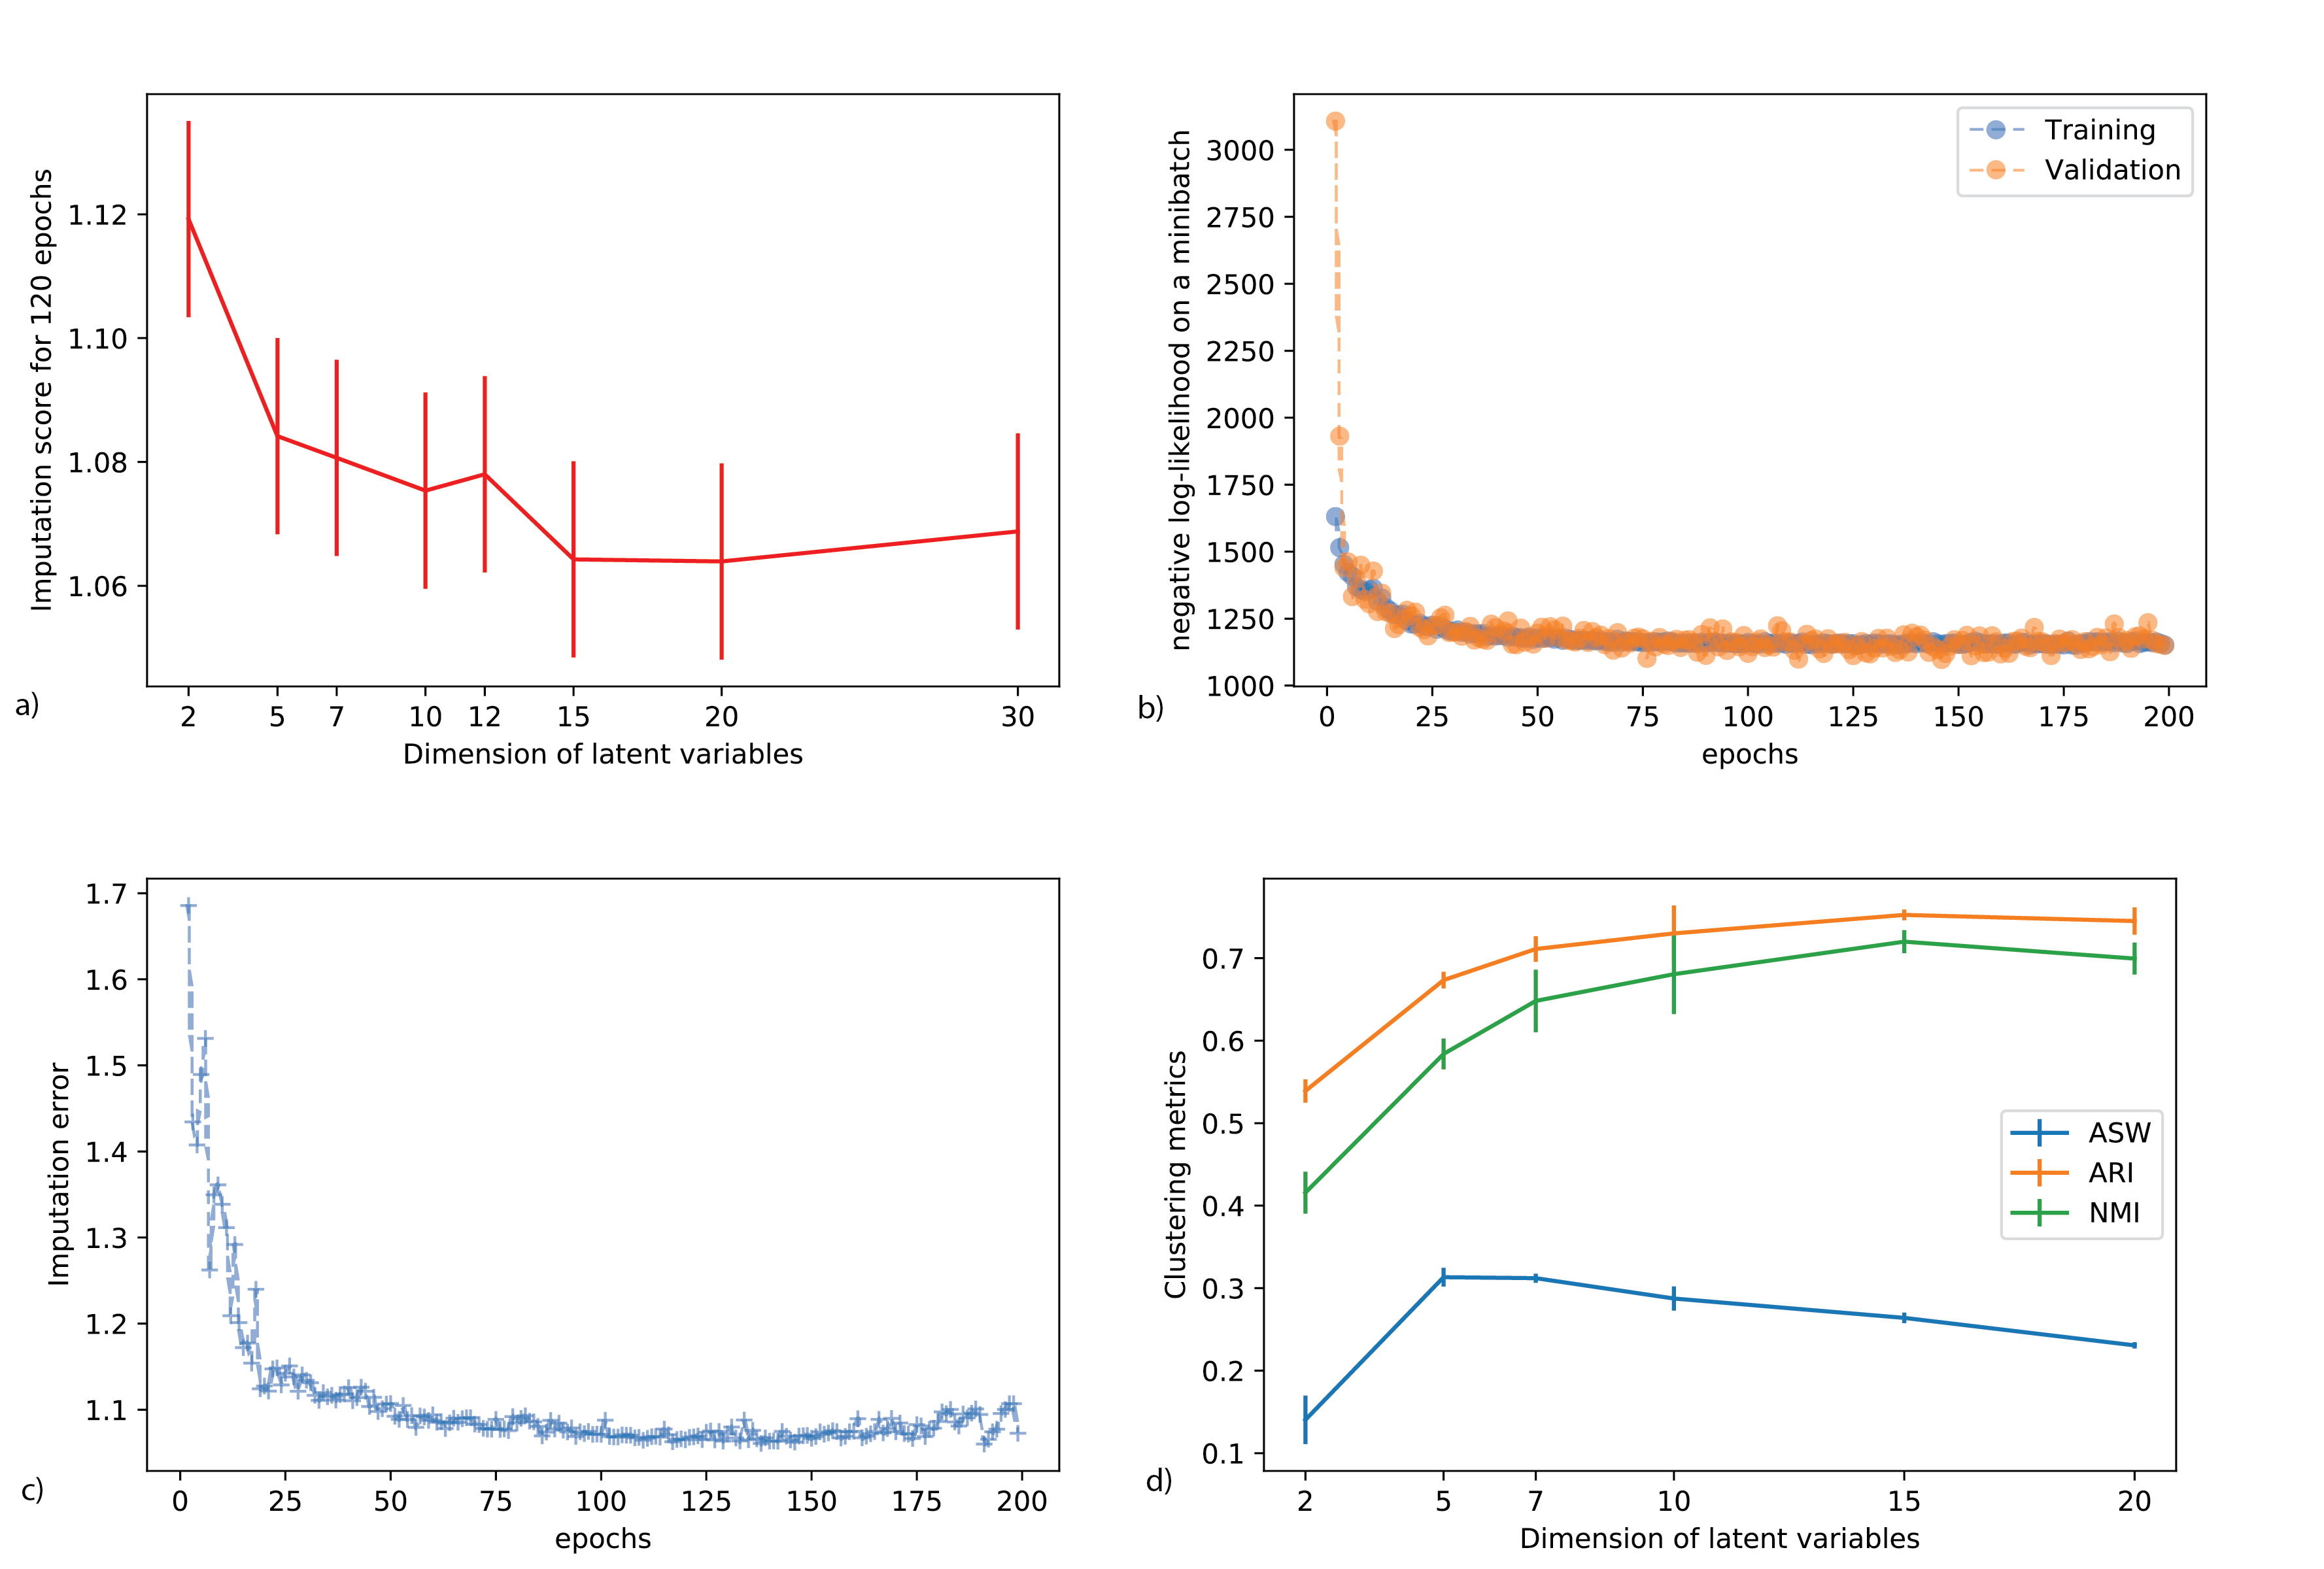 Imputation score for 120 epochs
1.12
1.10
1.08
1.06
2 5 7 10 12 15 20 30
Dimension of latent variables
a)
negative log-likelihood on a minibatch
3000
2750
2500
2250
2000
1750
1500
1250
1000
0 25 50 75 100 125 150 175 200
epochs
Training
Validation
b)
Imputation error
1.7
1.6
1.5
1.4
1.3
1.2
1.1
0 25 50 75 100 125 150 175 200
epochs
c)
Clustering metrics
0.7
0.6
0.5
0.4
0.3
0.2
0.1
2 5 7 10 15 20
Dimension of latent variables
ASW
ARI
NMI
d)